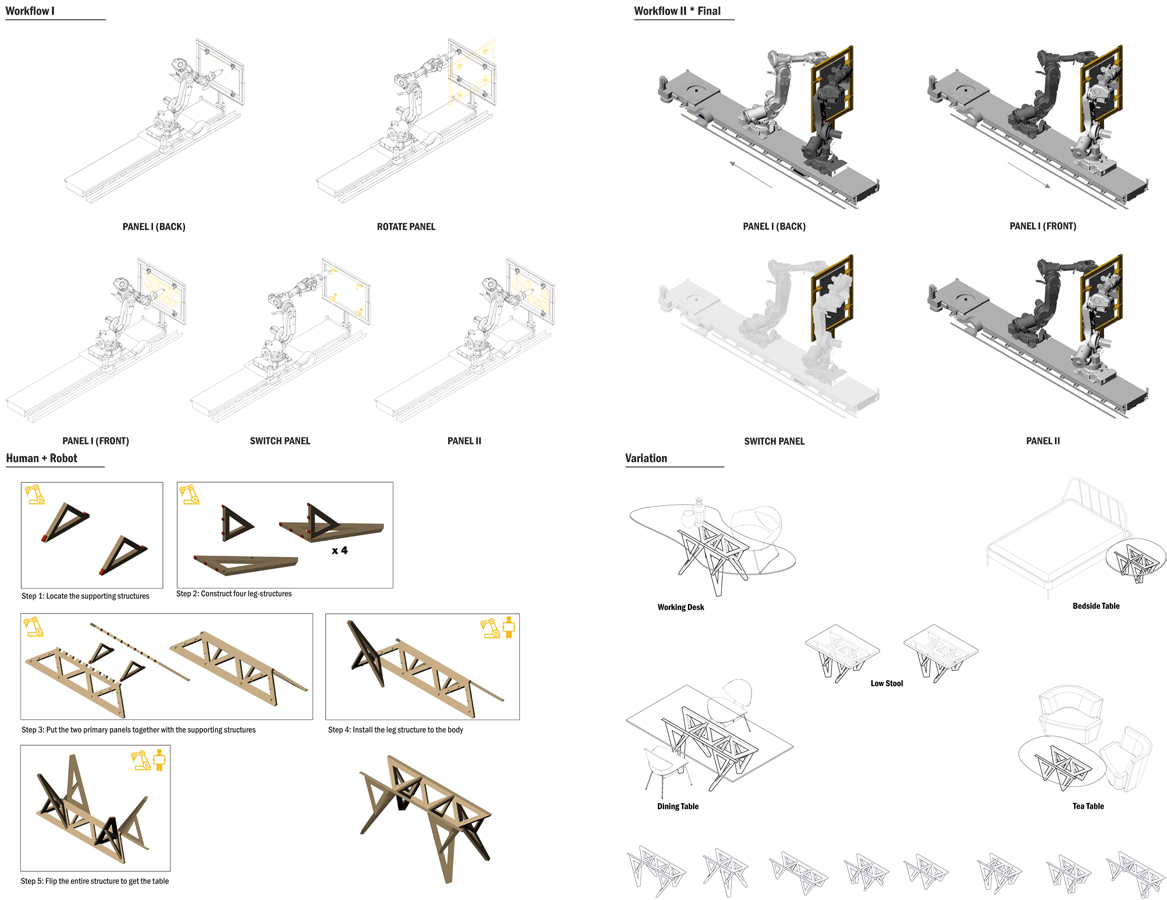 Workflow I
Workflow II * Final
PANEL I (BACK)
ROTATE PANEL
PANEL I (BACK)
PANEL I (FRONT)
PANEL I (FRONT)
SWITCH PANEL
PANEL II
SWITCH PANEL
PANEL II
Human + Robot
Variation
x 4
Step 1: Locate the supporting structures
Step 2: Construct four leg-structures
Working Desk
Bedside Table
Low Stool
Step 3: Put the two primary panels together with the supporting structures
Step 4: Install the leg structure to the body
Dining Table
Tea Table
Step 5: Flip the entire structure to get the table